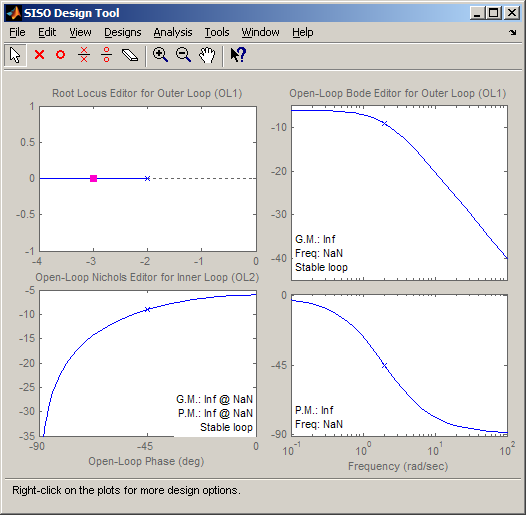 SISO Design Tool
File Edit View Designs Analysis Tools Window Help
Root Locus Editor for Outer Loop (OL1)
1
0.5
0
-0.5
-1
-4 -3 -2 -1 0
Open-Loop Nichols Editor for Inner Loop (OL2)
-5
-10
-15
-20
-25
-30
-35
G.M.: Inf @ NaN
P.M.: Inf @ NaN
Stable loop
-90 -45 0
Open-Loop Phase (deg)
Open-Loop Bode Editor for Outer Loop (OL1)
-10
-20
-30
-40
G.M.: Inf
Freq: NaN
Stable loop
0
-45
-90
P.M.: Inf
Freq: NaN
10^-1 10^0 10^1 10^2
Frequency (rad/sec)
Right-click on the plots for more design options.